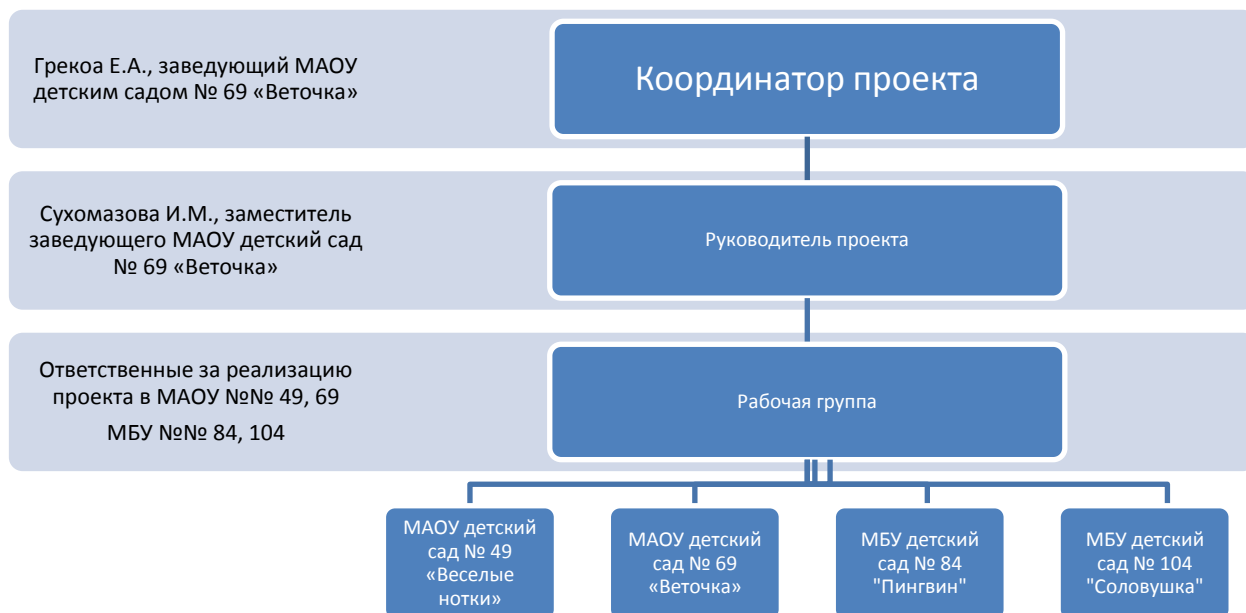 Грекоа Е.А., заведующий МАОУ
детским садом № 69 «Веточка»
Координатор проекта
Сухомазова И.М., заместитель
заведующего МАОУ детский сад
№ 69 «Веточка»
Руководитель проекта
Ответственные за реализацию
проекта в МАОУ №№ 49, 69
МБУ №№ 84, 104
Рабочая группа
МАОУ детский
сад № 49
«Веселые
нотки»
МАОУ детский
сад № 69
«Веточка»
МБУ детский
сад № 84
"Пингвин"
МБУ детский
сад № 104
"Соловушка"